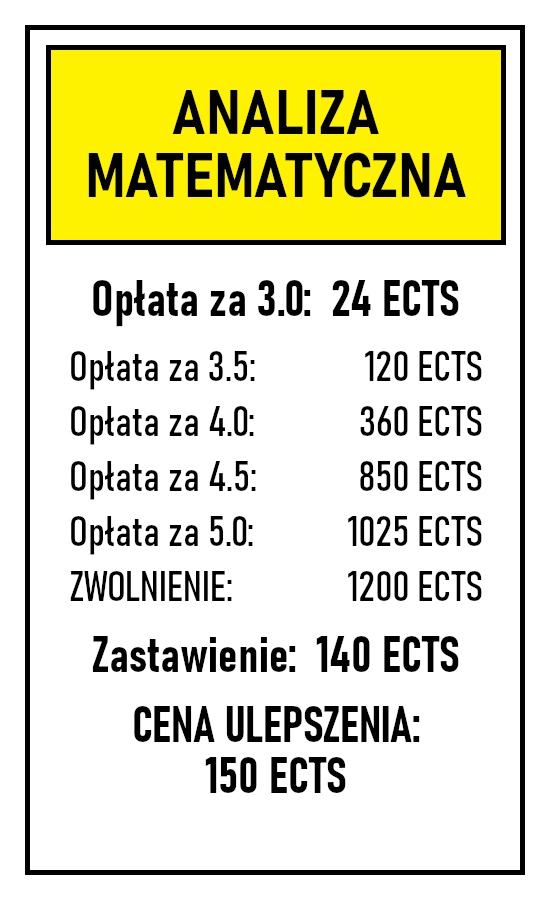 ANALIZA
MATEMATYCZNA
Opłata za 3.0: 24 ECTS
Opłata za 3.5: 120 ECTS
Opłata za 4.0: 360 ECTS
Opłata za 4.5: 850 ECTS
Opłata za 5.0: 1025 ECTS
ZWOLNIENIE: 1200 ECTS
Zastawienie: 140 ECTS
CENA ULEPSZENIA:
150 ECTS